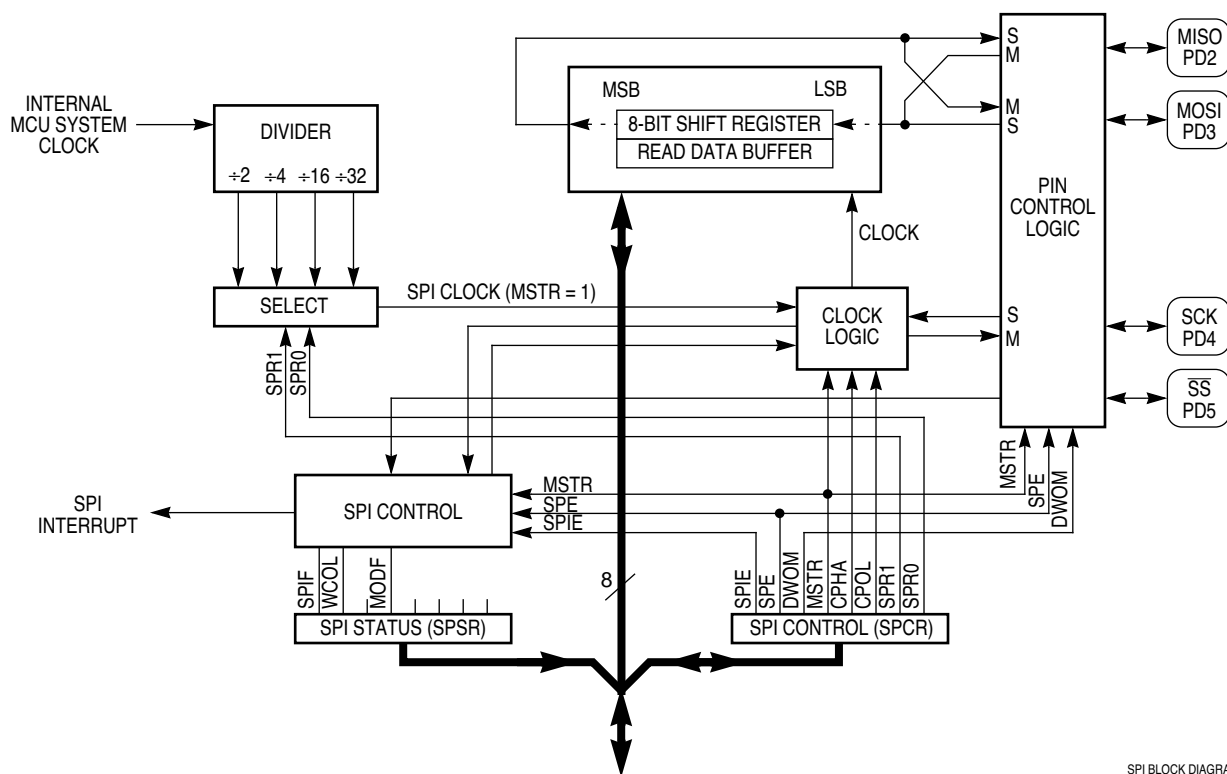 INTERNAL
MCU SYSTEM
CLOCK
DIVIDER
÷2 ÷4 ÷16 ÷32
SELECT
SPI CLOCK (MSTR = 1)
SPR1
SPR0
MSB LSB
8-BIT SHIFT REGISTER
READ DATA BUFFER
CLOCK
CLOCK
LOGIC
S
M
M
S
PIN
CONTROL
LOGIC
S
M
MISO
PD2
MOSI
PD3
SCK
PD4
SS
PD5
MSTR
SPE
DWOM
SPI
INTERRUPT
SPI CONTROL
MSTR
SPE
SPIE
SPIF
WCOL
MODF
SPI STATUS (SPSR)
8
SPIE
SPE
DWOM
MSTR
CPHA
CPOL
SPR1
SPR0
SPI CONTROL (SPCR)
SPI BLOCK